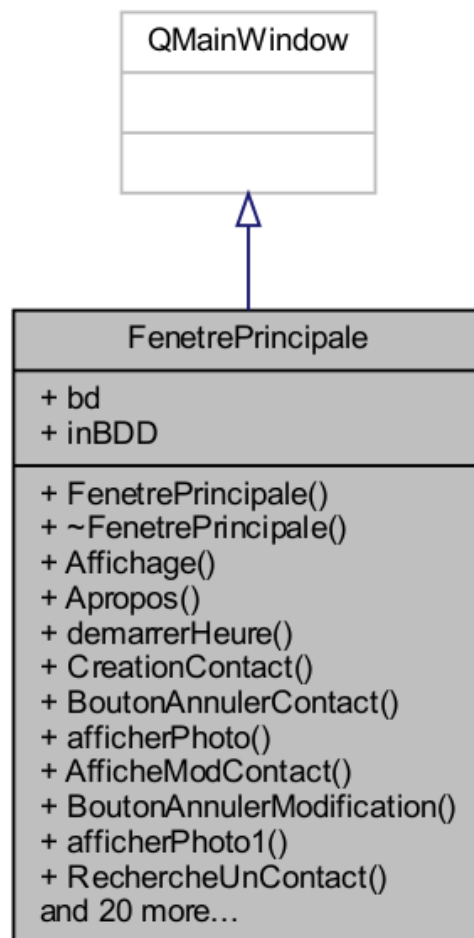 QMainWindow
FenetrePrincipale
+ bd
+ inBDD
+ FenetrePrincipale()
+ ~FenetrePrincipale()
+ Affichage()
+ Apropos()
+ demarrerHeure()
+ CreationContact()
+ BoutonAnnulerContact()
+ afficherPhoto()
+ AfficheModContact()
+ BoutonAnnulerModification()
+ afficherPhoto1()
+ RechercheUnContact()
and 20 more...